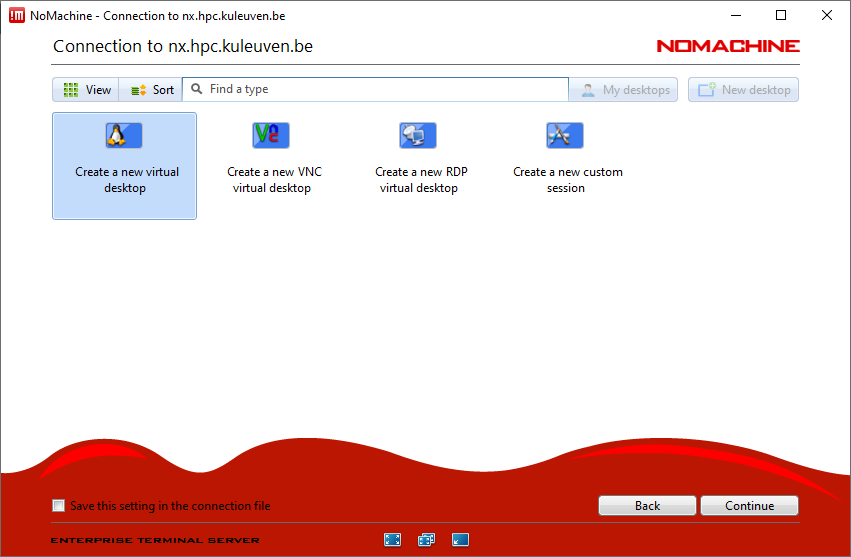 NoMachine - Connection to nx.hpc.kuleuven.be
Connection to nx.hpc.kuleuven.be
NOMACHINE
View
Sort
Find a type
My desktops
New desktop
Create a new virtual
desktop
Create a new VNC
virtual desktop
Create a new RDP
virtual desktop
Create a new custom
session
Save this setting in the connection file
Back
Continue
ENTERPRISE TERMINAL SERVER